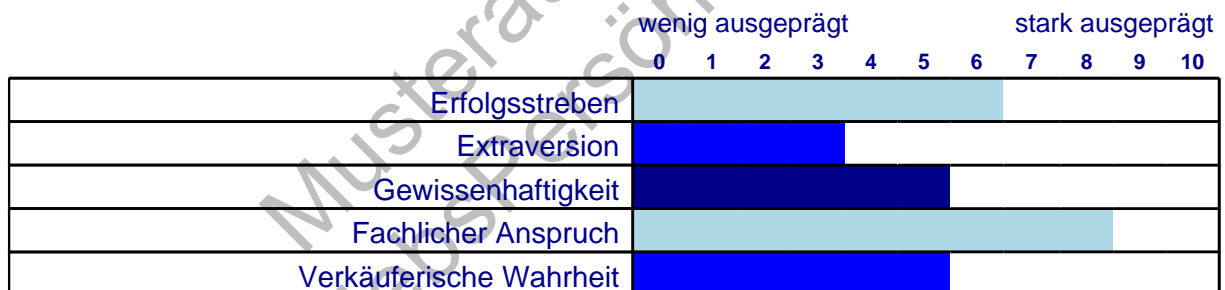 wenig ausgeprägt stark ausgeprägt
0 1 2 3 4 5 6 7 8 9 10
Erfolgsstreben
Extraversion
Gewissenhaftigkeit
Fachlicher Anspruch
Verkäuferische Wahrheit